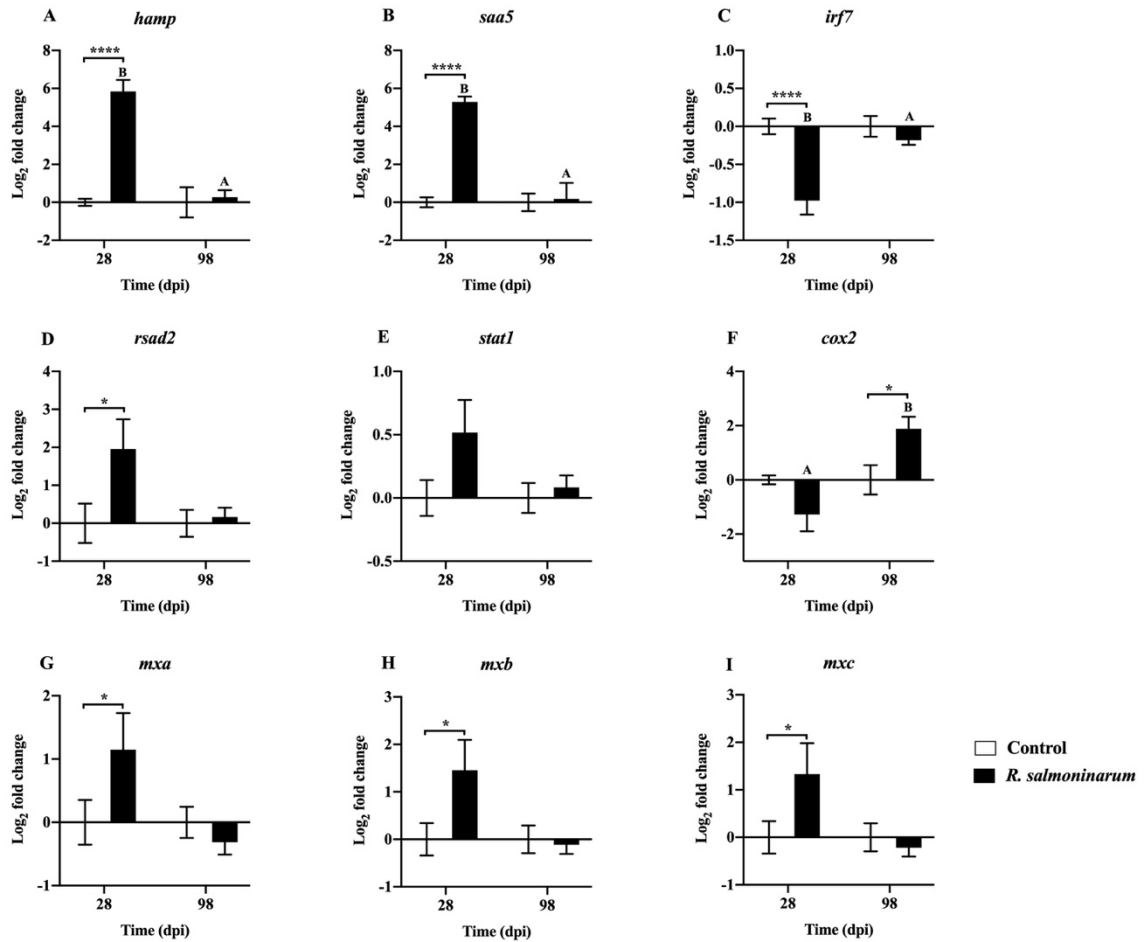 A hamp
Log2 fold change
8
6
4
2
0
-2
****
B
A
28 98
Time (dpi)
B saa5
Log2 fold change
8
6
4
2
0
-2
****
B
A
28 98
Time (dpi)
C irf7
Log2 fold change
1.0
0.5
0.0
-0.5
-1.0
-1.5
****
B
A
28 98
Time (dpi)
D rsad2
Log2 fold change
4
3
2
1
0
-1
*
28 98
Time (dpi)
E stat1
Log2 fold change
1.0
0.5
0.0
-0.5
28 98
Time (dpi)
F cox2
Log2 fold change
4
2
0
-2
A
*
B
28 98
Time (dpi)
G mxa
Log2 fold change
2
1
0
-1
*
28 98
Time (dpi)
H mxb
Log2 fold change
3
2
1
0
-1
*
28 98
Time (dpi)
I mxc
Log2 fold change
3
2
1
0
-1
*
28 98
Time (dpi)
Control
R. salmoninarum